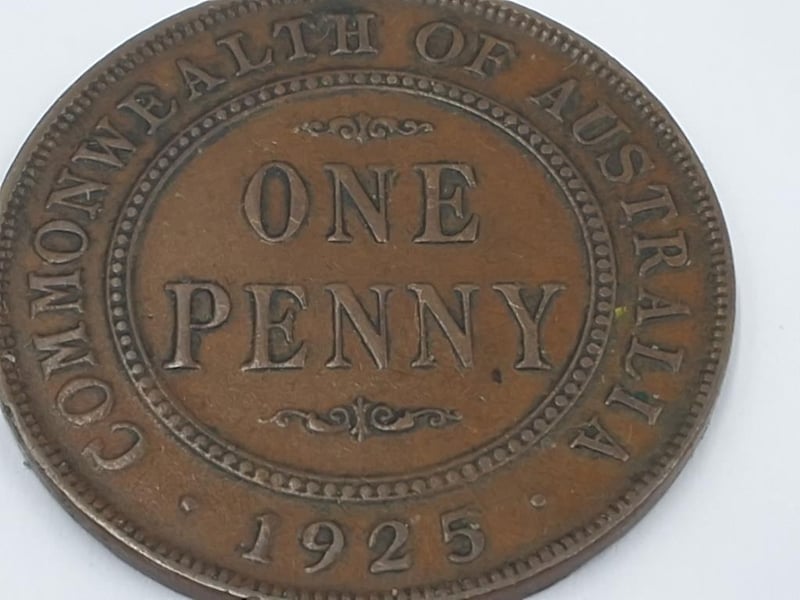 COMMONWEALTH OF AUSTRALIA
ONE
PENNY
· 1925 ·